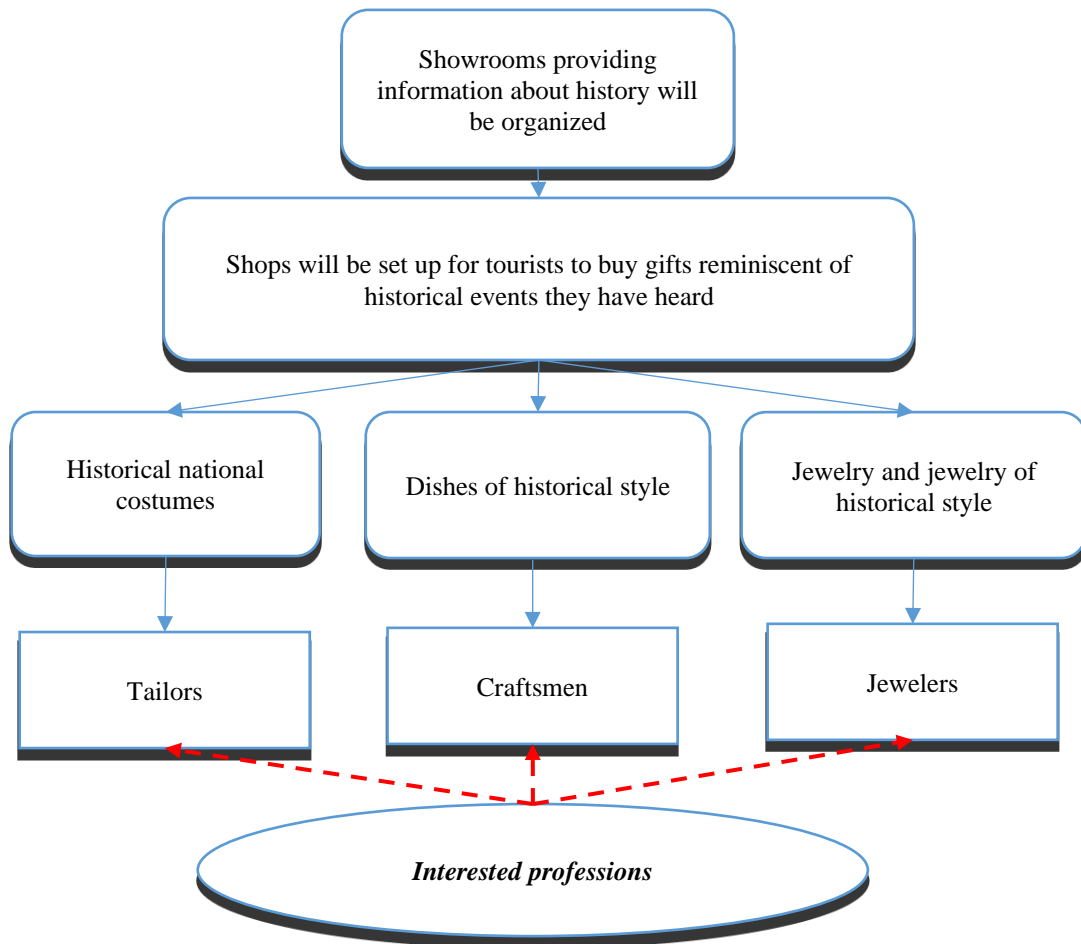 Showrooms providing
information about history will
be organized
Shops will be set up for tourists to buy gifts reminiscent of
historical events they have heard
Historical national
costumes
Dishes of historical style
Jewelry and jewelry of
historical style
Tailors
Craftsmen
Jewelers
Interested professions